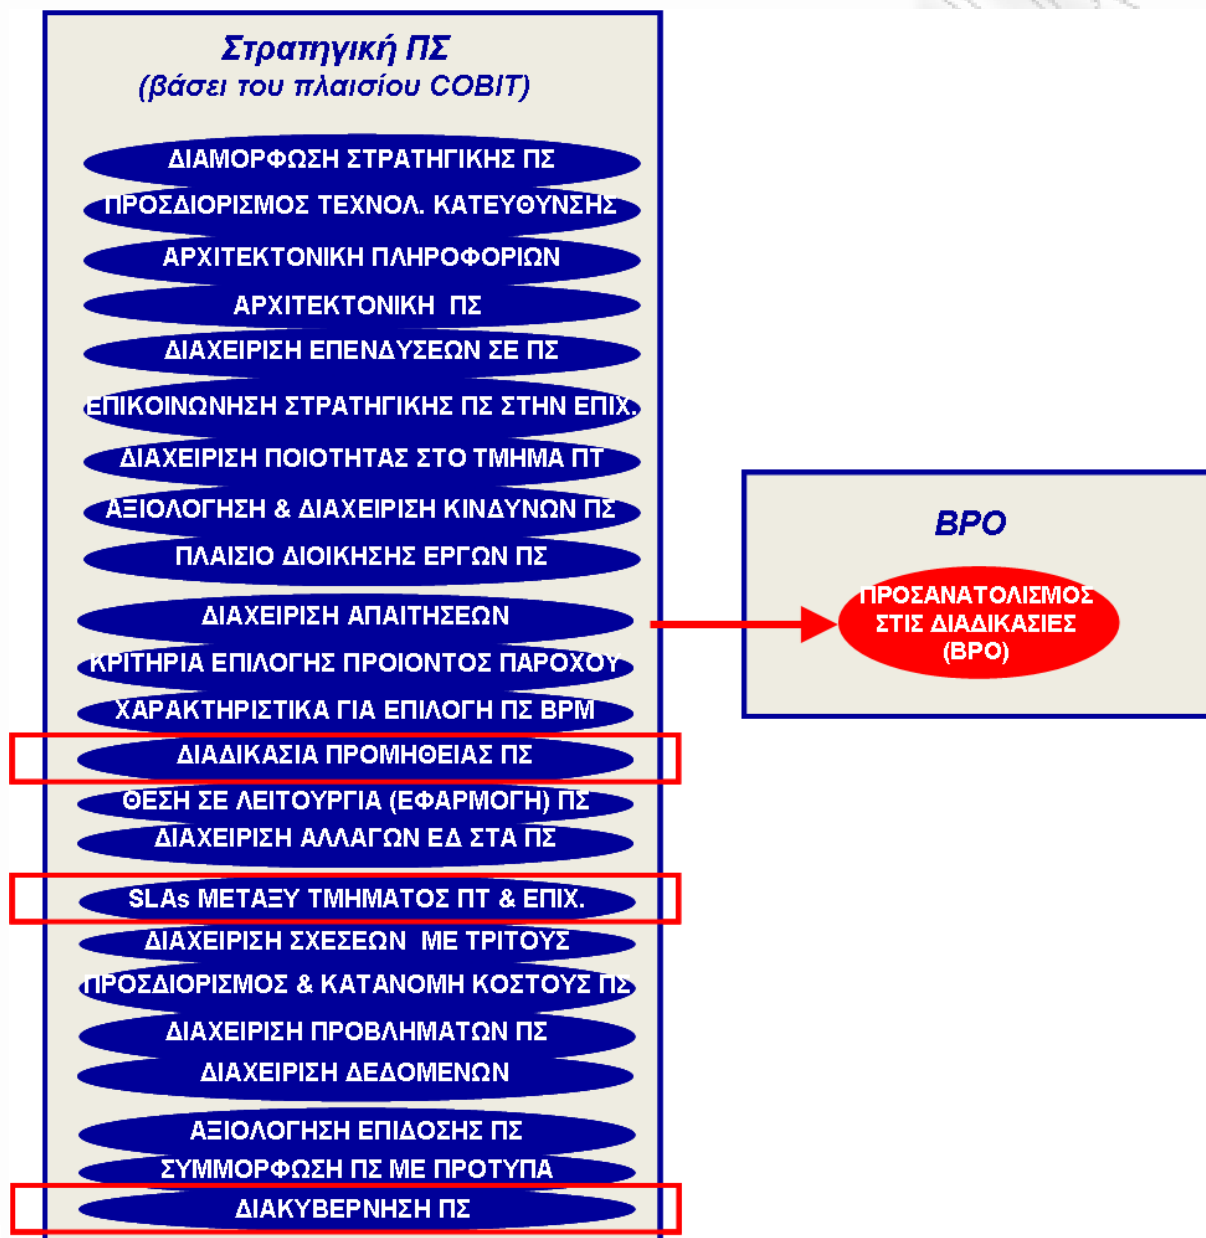 Στρατηγική ΠΣ
(βάσει του πλαισίου COBIT)
ΔΙΑΜΟΡΦΩΣΗ ΣΤΡΑΤΗΓΙΚΗΣ ΠΣ
ΠΡΟΣΔΙΟΡΙΣΜΟΣ ΤΕΧΝΟΛ. ΚΑΤΕΥΘΥΝΣΗΣ
ΑΡΧΙΤΕΚΤΟΝΙΚΗ ΠΛΗΡΟΦΟΡΙΩΝ
ΑΡΧΙΤΕΚΤΟΝΙΚΗ ΠΣ
ΔΙΑΧΕΙΡΙΣΗ ΕΠΕΝΔΥΣΕΩΝ ΣΕ ΠΣ
ΕΠΙΚΟΙΝΩΝΗΣΗ ΣΤΡΑΤΗΓΙΚΗΣ ΠΣ ΣΤΗΝ ΕΠΙΧ.
ΔΙΑΧΕΙΡΙΣΗ ΠΟΙΟΤΗΤΑΣ ΣΤΟ ΤΜΗΜΑ ΠΤ
ΑΞΙΟΛΟΓΗΣΗ & ΔΙΑΧΕΙΡΙΣΗ ΚΙΝΔΥΝΩΝ ΠΣ
ΠΛΑΙΣΙΟ ΔΙΟΙΚΗΣΗΣ ΕΡΓΩΝ ΠΣ
ΔΙΑΧΕΙΡΙΣΗ ΑΠΑΙΤΗΣΕΩΝ
ΚΡΙΤΗΡΙΑ ΕΠΙΛΟΓΗΣ ΠΡΟΙΟΝΤΟΣ ΠΑΡΟΧΟΥ
ΧΑΡΑΚΤΗΡΙΣΤΙΚΑ ΓΙΑ ΕΠΙΛΟΓΗ ΠΣ BPM
ΔΙΑΔΙΚΑΣΙΑ ΠΡΟΜΗΘΕΙΑΣ ΠΣ
ΘΕΣΗ ΣΕ ΛΕΙΤΟΥΡΓΙΑ (ΕΦΑΡΜΟΓΗ) ΠΣ
ΔΙΑΧΕΙΡΙΣΗ ΑΛΛΑΓΩΝ ΕΔ ΣΤΑ ΠΣ
SLAs ΜΕΤΑΞΥ ΤΜΗΜΑΤΟΣ ΠΤ & ΕΠΙΧ.
ΔΙΑΧΕΙΡΙΣΗ ΣΧΕΣΕΩΝ ΜΕ ΤΡΙΤΟΥΣ
ΠΡΟΣΔΙΟΡΙΣΜΟΣ & ΚΑΤΑΝΟΜΗ ΚΟΣΤΟΥΣ ΠΣ
ΔΙΑΧΕΙΡΙΣΗ ΠΡΟΒΛΗΜΑΤΩΝ ΠΣ
ΔΙΑΧΕΙΡΙΣΗ ΔΕΔΟΜΕΝΩΝ
ΑΞΙΟΛΟΓΗΣΗ ΕΠΙΔΟΣΗΣ ΠΣ
ΣΥΜΜΟΡΦΩΣΗ ΠΣ ΜΕ ΠΡΟΤΥΠΑ
ΔΙΑΚΥΒΕΡΝΗΣΗ ΠΣ
BPO
ΠΡΟΣΑΝΑΤΟΛΙΣΜΟΣ
ΣΤΙΣ ΔΙΑΔΙΚΑΣΙΕΣ
(BPO)